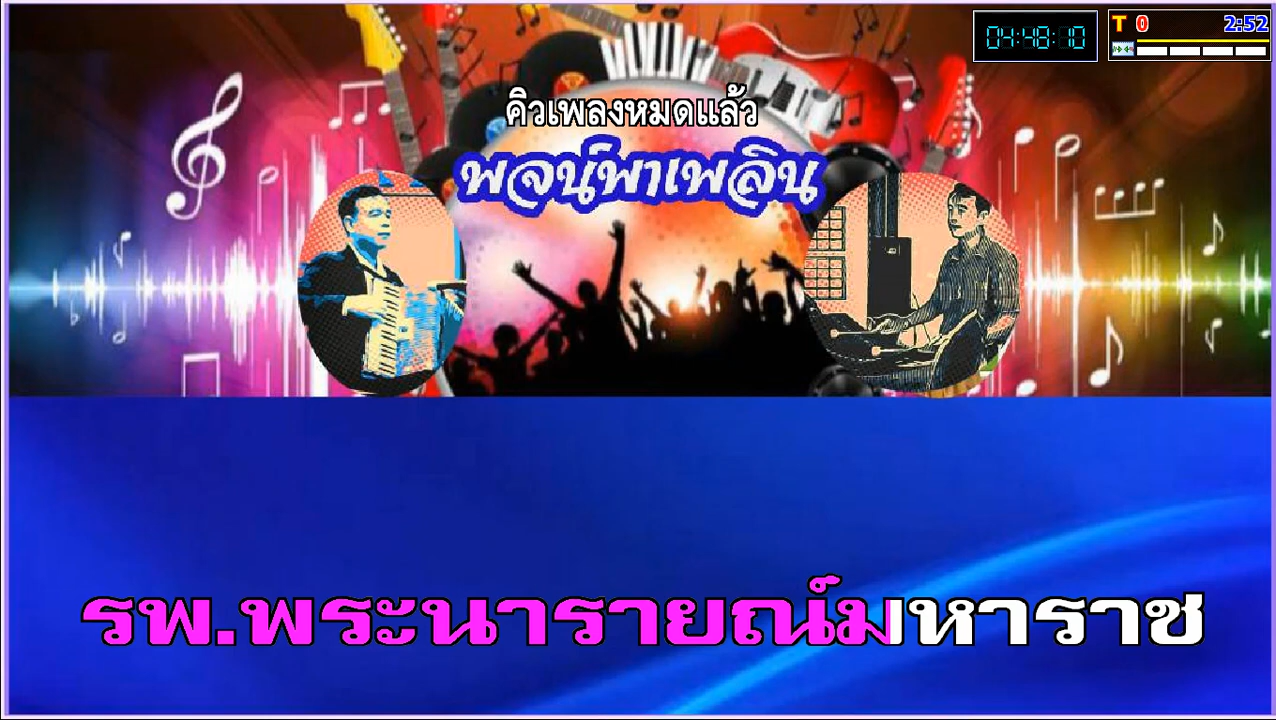 04:48:10
T 0 2:52
คิวเพลงหมดแล้ว
พจน์พาเพลิน
รพ.พระนารายณ์มหาราช